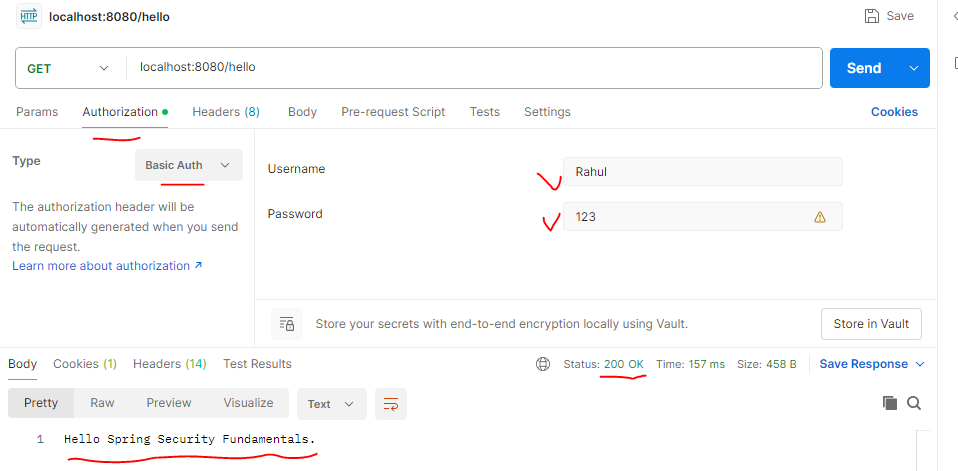 HTTP localhost:8080/hello Save
GET localhost:8080/hello Send
Params Authorization Headers (8) Body Pre-request Script Tests Settings Cookies
Type Basic Auth
The authorization header will be
automatically generated when you send
the request.
Learn more about authorization ↗
Username Rahul
Password 123
Store your secrets with end-to-end encryption locally using Vault. Store in Vault
Body Cookies (1) Headers (14) Test Results Status: 200 OK Time: 157 ms Size: 458 B Save Response
Pretty Raw Preview Visualize Text
1 Hello Spring Security Fundamentals.